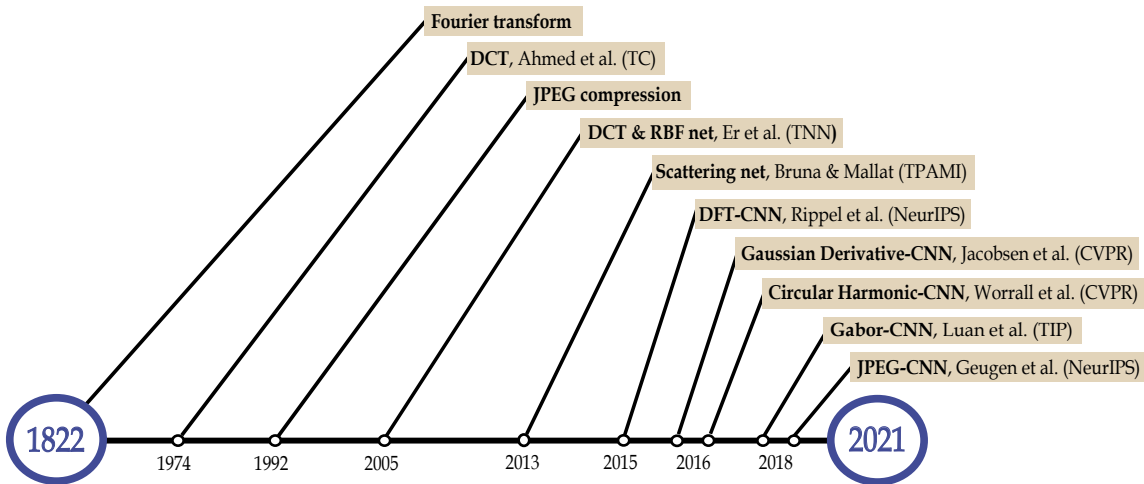 Fourier transform
DCT, Ahmed et al. (TC)
JPEG compression
DCT & RBF net, Er et al. (TNN)
Scattering net, Bruna & Mallat (TPAMI)
DFT-CNN, Rippel et al. (NeurIPS)
Gaussian Derivative-CNN, Jacobsen et al. (CVPR)
Circular Harmonic-CNN, Worrall et al. (CVPR)
Gabor-CNN, Luan et al. (TIP)
JPEG-CNN, Geugen et al. (NeurIPS)
1822
2021
1974
1992
2005
2013
2015
2016
2018